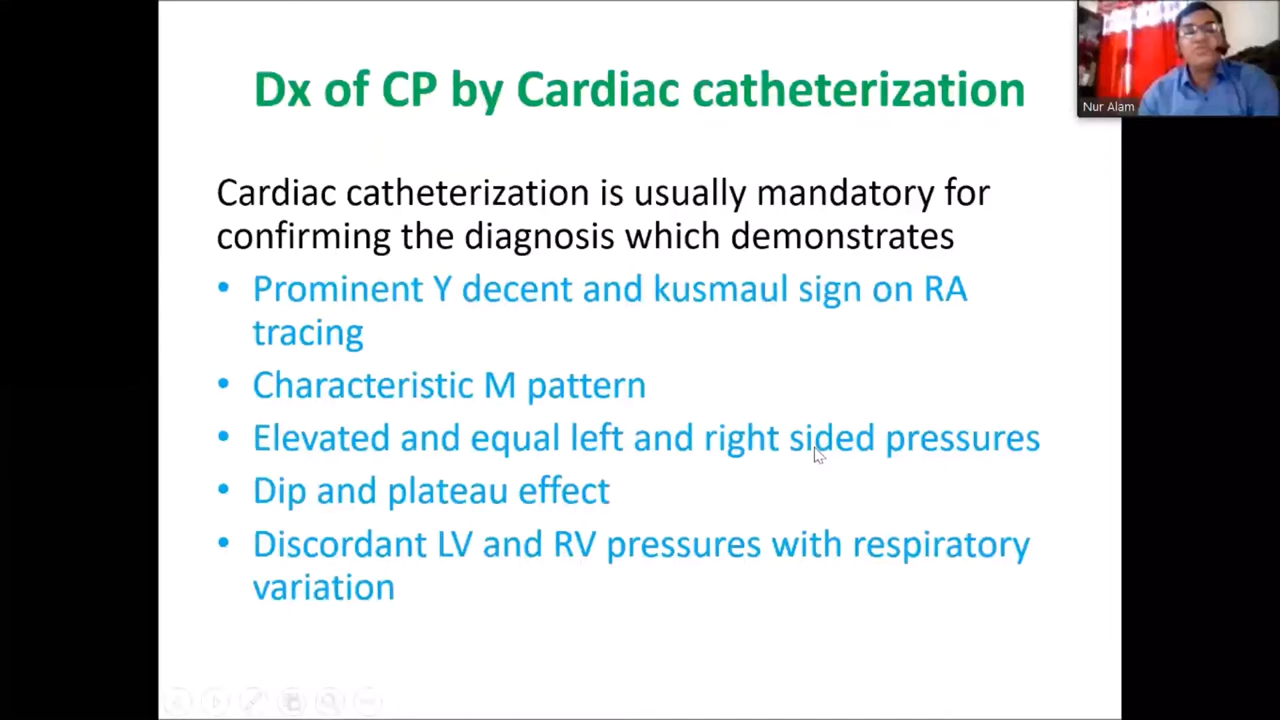 Dx of CP by Cardiac catheterization
Nur Alam
Cardiac catheterization is usually mandatory for
confirming the diagnosis which demonstrates
• Prominent Y decent and kusmaul sign on RA
tracing
• Characteristic M pattern
• Elevated and equal left and right sided pressures
• Dip and plateau effect
• Discordant LV and RV pressures with respiratory
variation